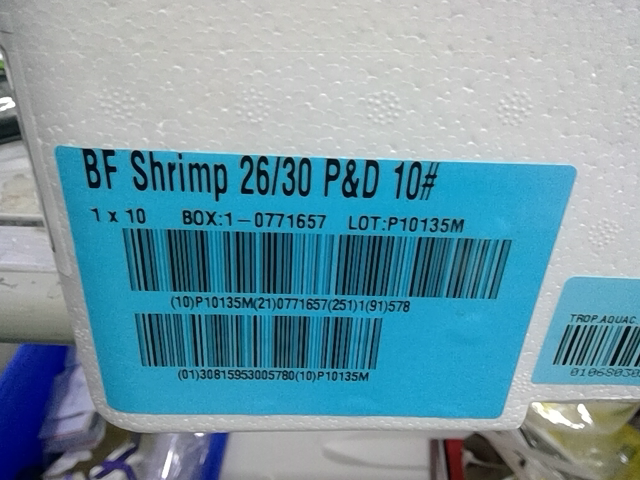 BF Shrimp 26/30 P&D 10#
1 x 10 BOX:1-0771657 LOT:P10135M
(10)P10135M(21)0771657(251)1(91)578
(01)30815953005780(10)P10135M
TROP.AQUAC